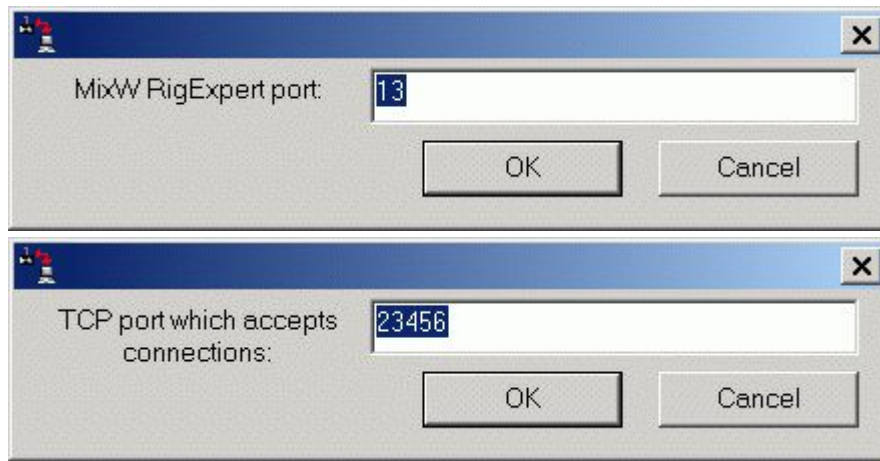 MixW RigExpert port:
13
OK
Cancel
TCP port which accepts
connections:
23456
OK
Cancel